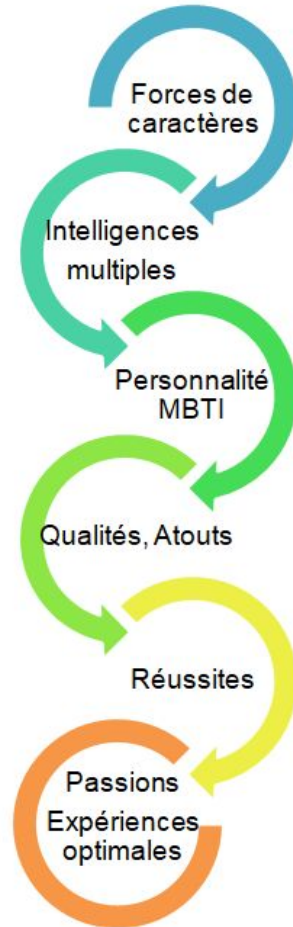 Forces de
caractères
Intelligences
multiples
Personnalité
MBTI
Qualités, Atouts
Réussites
Passions
Expériences
optimales